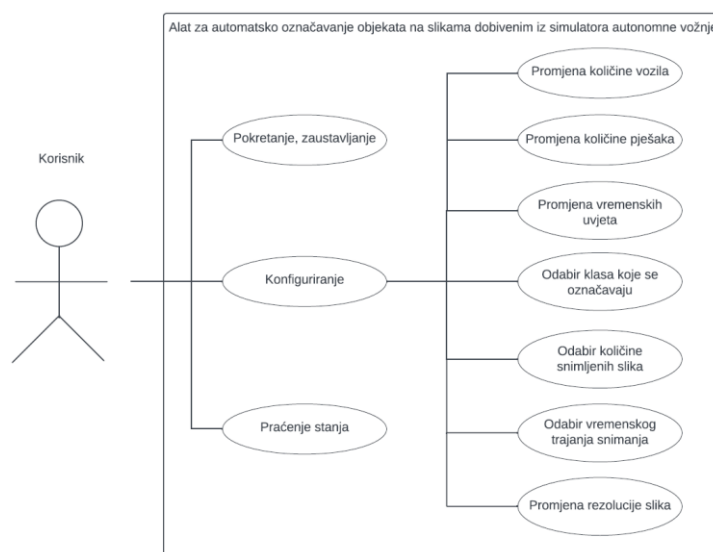 Alat za automatsko označavanje objekata na slikama dobivenim iz simulatora autonomne vožnje
Korisnik
Pokretanje, zaustavljanje
Konfiguriranje
Praćenje stanja
Promjena količine vozila
Promjena količine pješaka
Promjena vremenskih
uvjeta
Odabir klasa koje se
označavaju
Odabir količine
snimljenih slika
Odabir vremenskog
trajanja snimanja
Promjena rezolucije slika